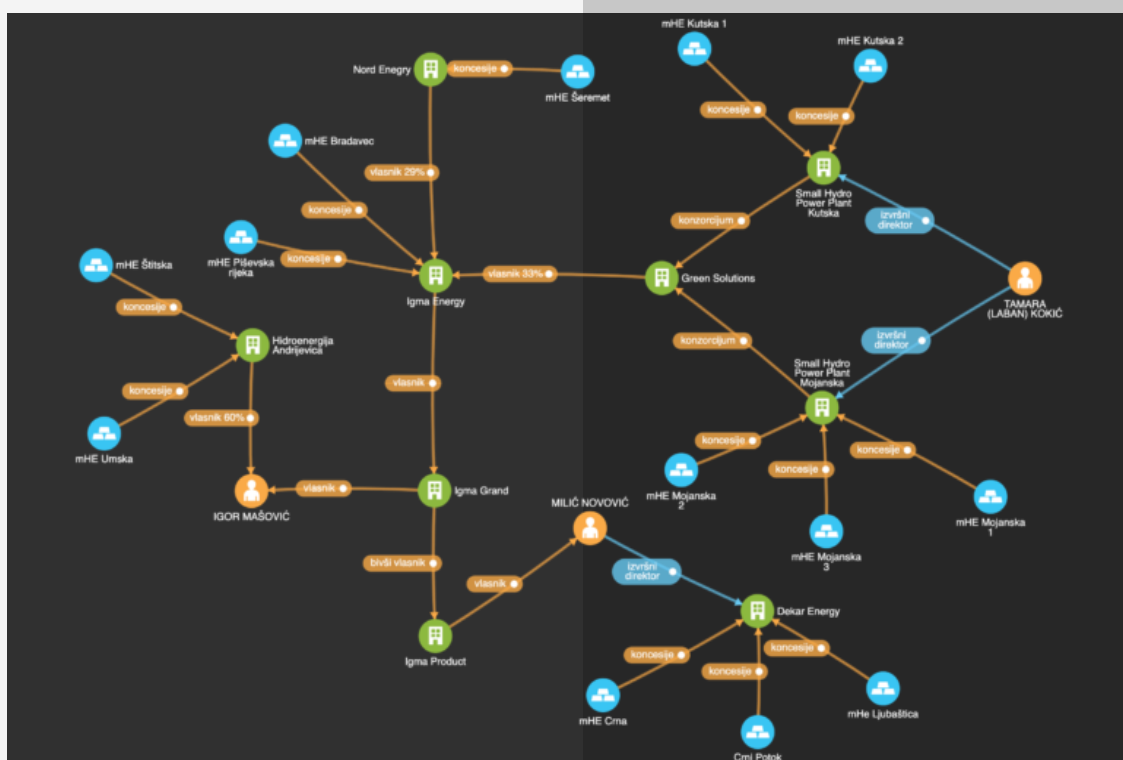 mHE Kutska 1
mHE Kutska 2
Nord Enegry
koncesije
mHE Šeremet
koncesije
koncesije
mHE Bradavec
vlasnik 29%
Small Hydro
Power Plant
Kutska
koncesije
izvršni
direktor
konzorcijum
mHE Piševska
rijeka
koncesije
mHE Štitska
vlasnik 33%
Green Solutions
Igma Energy
TAMARA
(LABAN) KOKIĆ
koncesije
Hidroenergija
Andrijevica
konzorcijum
izvršni
direktor
Small Hydro
Power Plant
Mojanska
vlasnik
koncesije
vlasnik 60%
mHE Umska
koncesije
koncesije
koncesije
vlasnik
Igma Grand
IGOR MAŠOVIĆ
MILIĆ NOVOVIĆ
mHE Mojanska
2
mHE Mojanska
1
mHE Mojanska
3
bivši vlasnik
vlasnik
izvršni
direktor
Dekar Energy
Igma Product
koncesije
koncesije
koncesije
mHE Crna
mHe Ljubaštica
Crni Potok